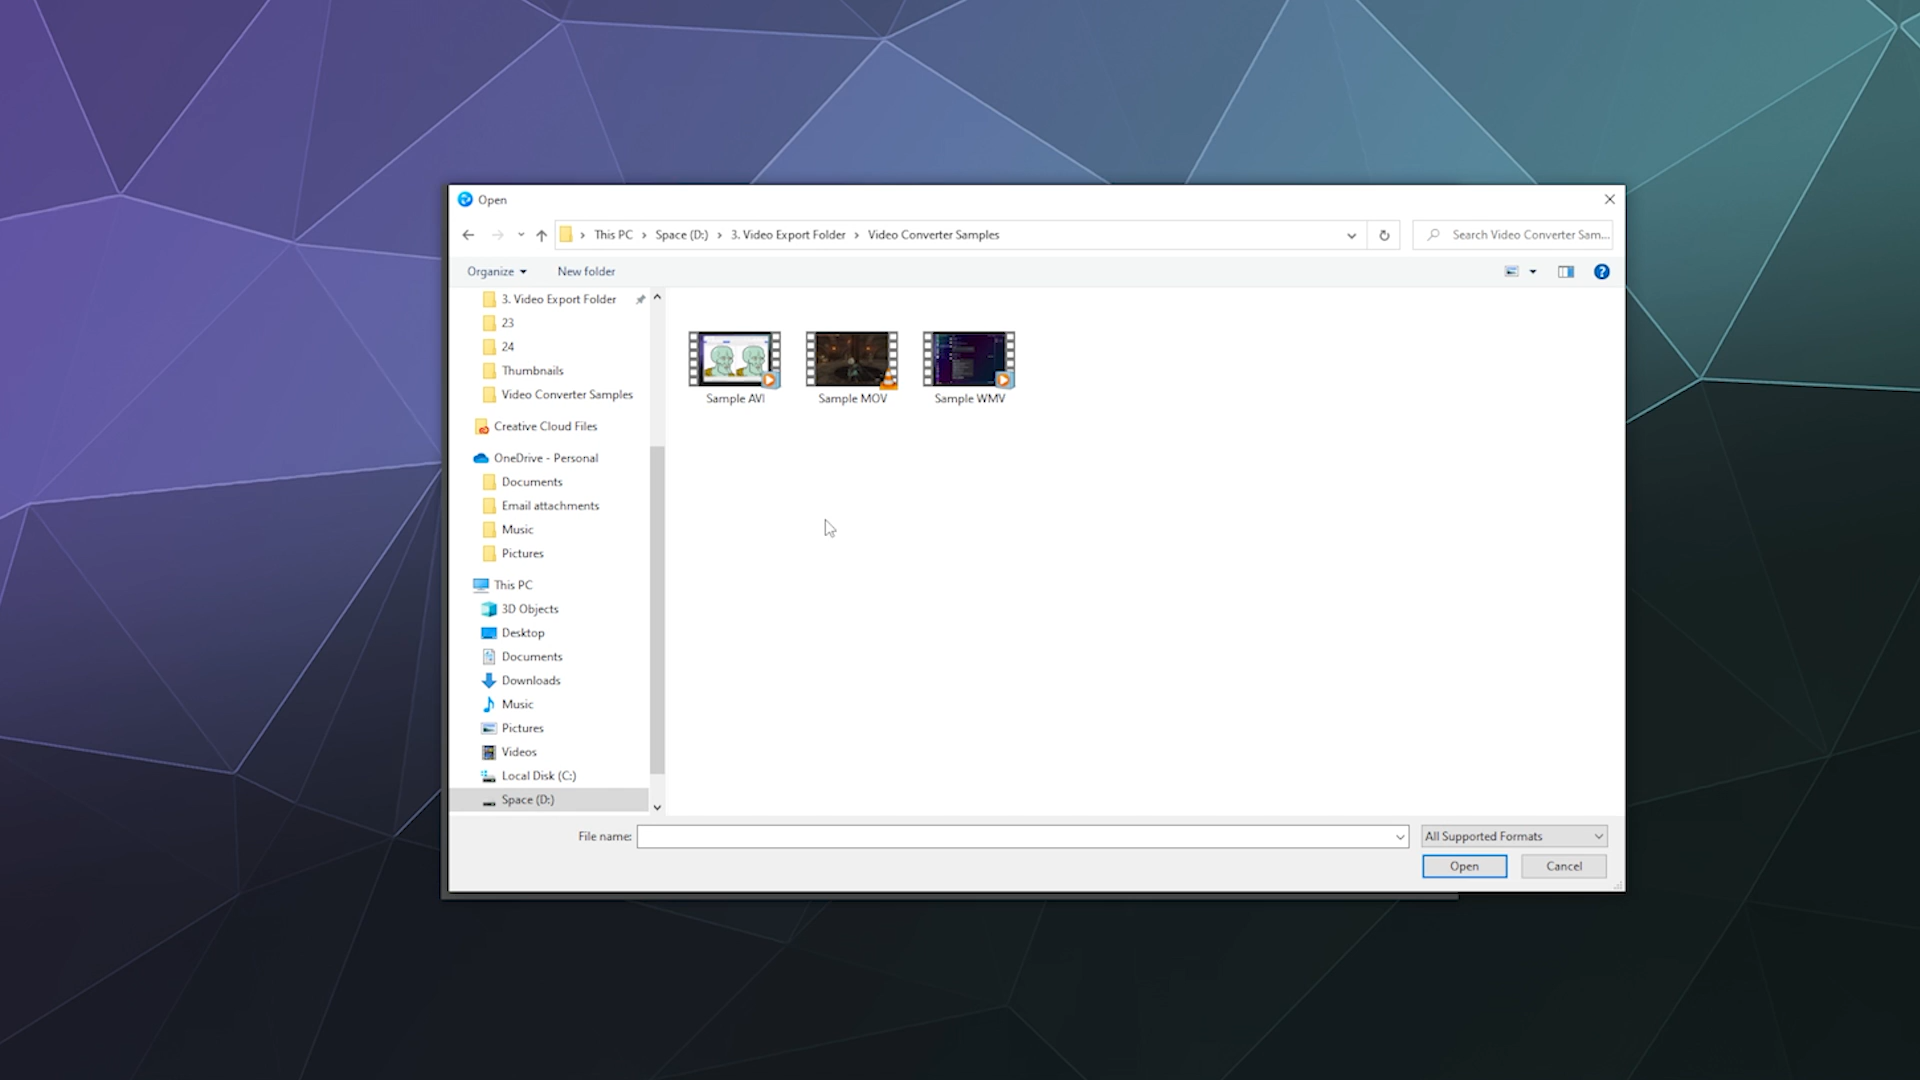 Open
This PC > Space (D:) > 3. Video Export Folder > Video Converter Samples
Search Video Converter Sam...
Organize
New folder
3. Video Export Folder
23
24
Thumbnails
Video Converter Samples
Creative Cloud Files
OneDrive - Personal
Documents
Email attachments
Music
Pictures
This PC
3D Objects
Desktop
Documents
Downloads
Music
Pictures
Videos
Local Disk (C:)
Space (D:)
Sample AVI
Sample MOV
Sample WMV
File name:
All Supported Formats
Open
Cancel